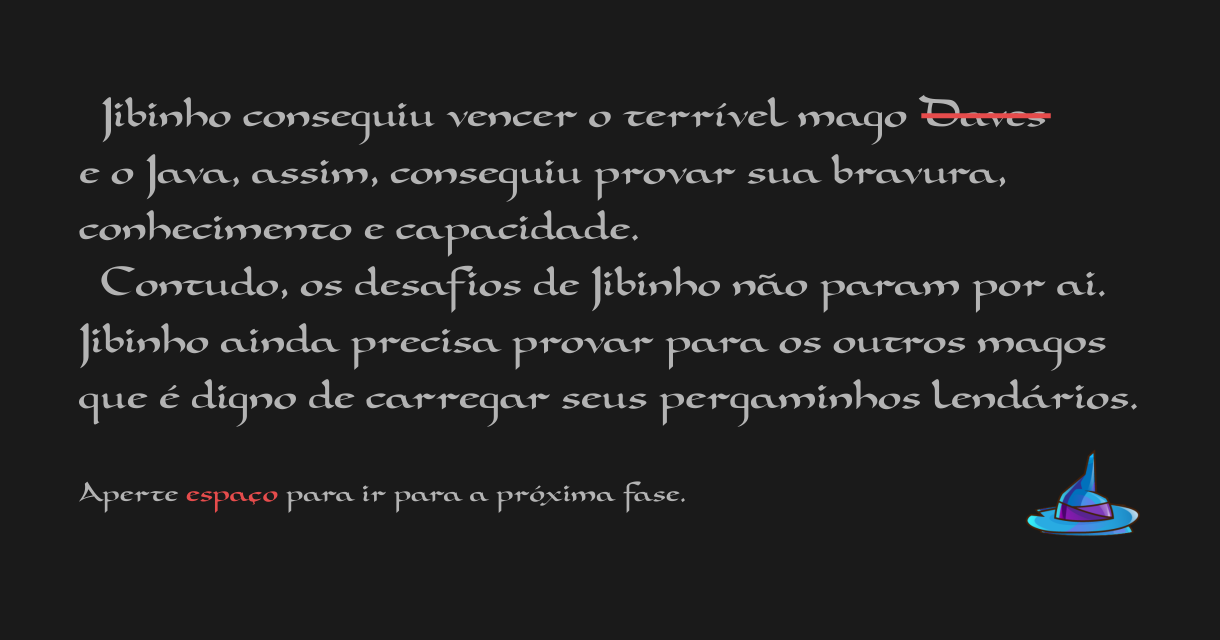 Jibinho conseguiu vencer o terrível mago Daves
e o Java, assim, conseguiu provar sua bravura,
conhecimento e capacidade.
Contudo, os desafios de Jibinho não param por ai.
Jibinho ainda precisa provar para os outros magos
que é digno de carregar seus pergaminhos lendários.
Aperte espaço para ir para a próxima fase.